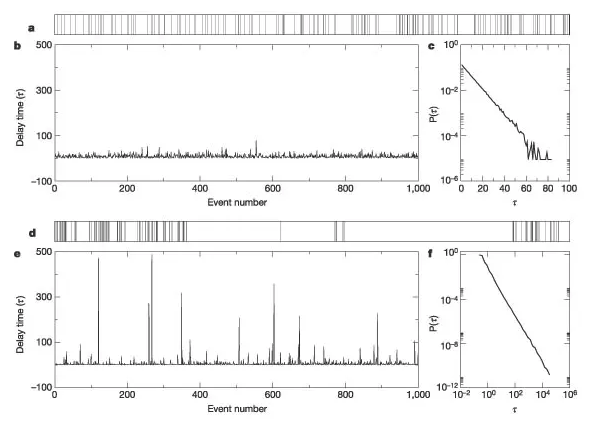 a
b
c
500
300
100
−100
Delay time (τ)
0
200
400
600
800
1,000
Event number
10⁰
10⁻²
10⁻⁴
10⁻⁶
P(τ)
0
20
40
60
80
100
τ
d
e
f
500
300
100
−100
Delay time (τ)
0
200
400
600
800
1,000
Event number
10⁰
10⁻⁴
10⁻⁸
10⁻¹²
P(τ)
10⁻²
10⁰
10²
10⁴
10⁶
τ